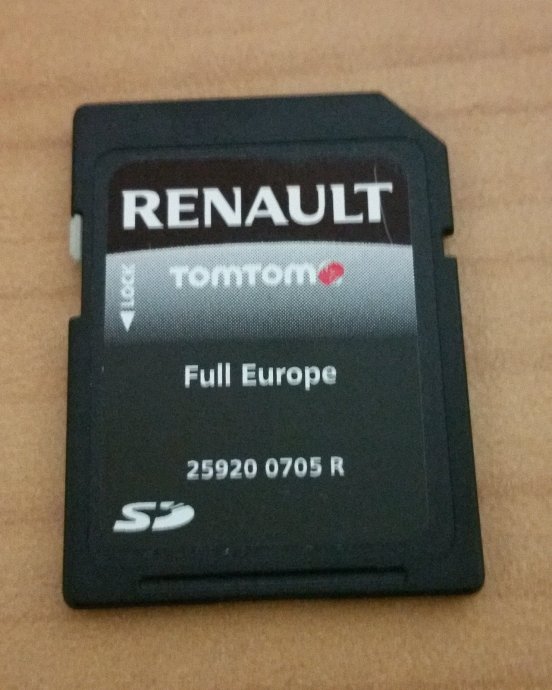 RENAULT
TOMTOM
LOCK
Full Europe
25920 0705 R
SD